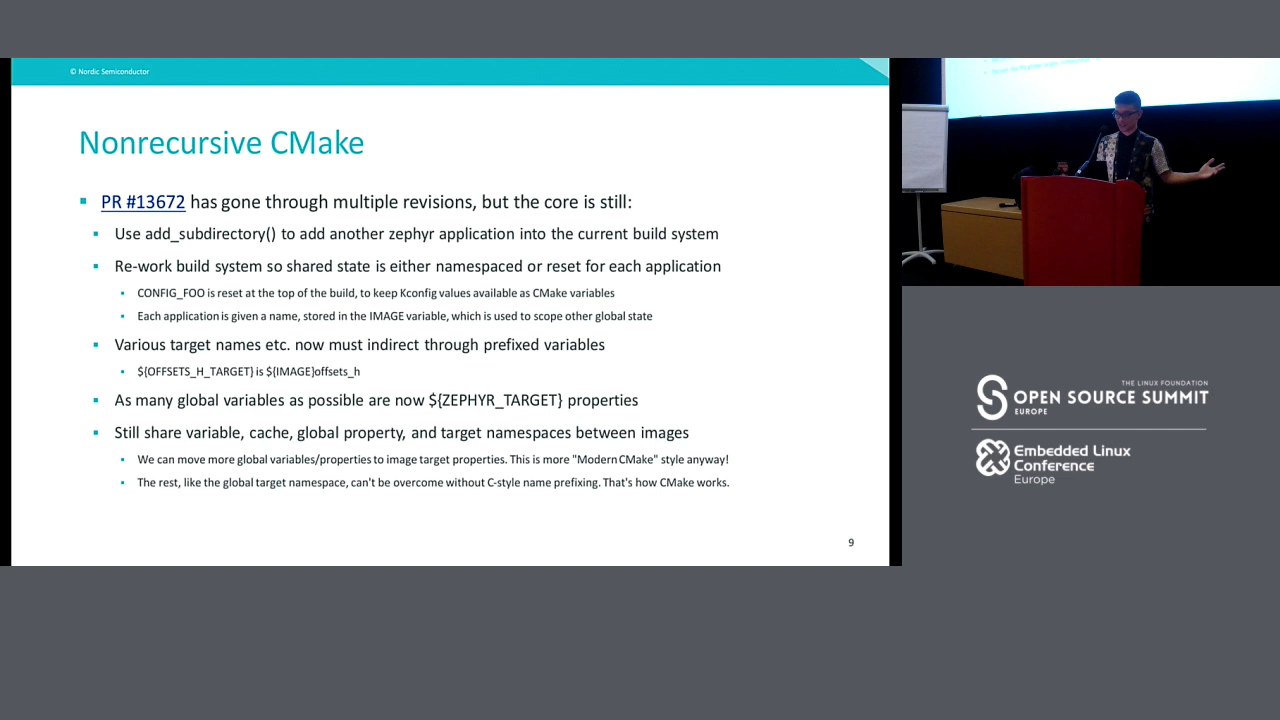 © Nordic Semiconductor
Nonrecursive CMake
PR #13672 has gone through multiple revisions, but the core is still:
Use add_subdirectory() to add another zephyr application into the current build system
Re-work build system so shared state is either namespaced or reset for each application
CONFIG_FOO is reset at the top of the build, to keep Kconfig values available as CMake variables
Each application is given a name, stored in the IMAGE variable, which is used to scope other global state
Various target names etc. now must indirect through prefixed variables
${OFFSETS_H_TARGET} is ${IMAGE}offsets_h
As many global variables as possible are now ${ZEPHYR_TARGET} properties
Still share variable, cache, global property, and target namespaces between images
We can move more global variables/properties to image target properties. This is more "Modern CMake" style anyway!
The rest, like the global target namespace, can't be overcome without C-style name prefixing. That's how CMake works.
9
THE LINUX FOUNDATION
OPEN SOURCE SUMMIT
EUROPE
Embedded Linux
Conference
Europe